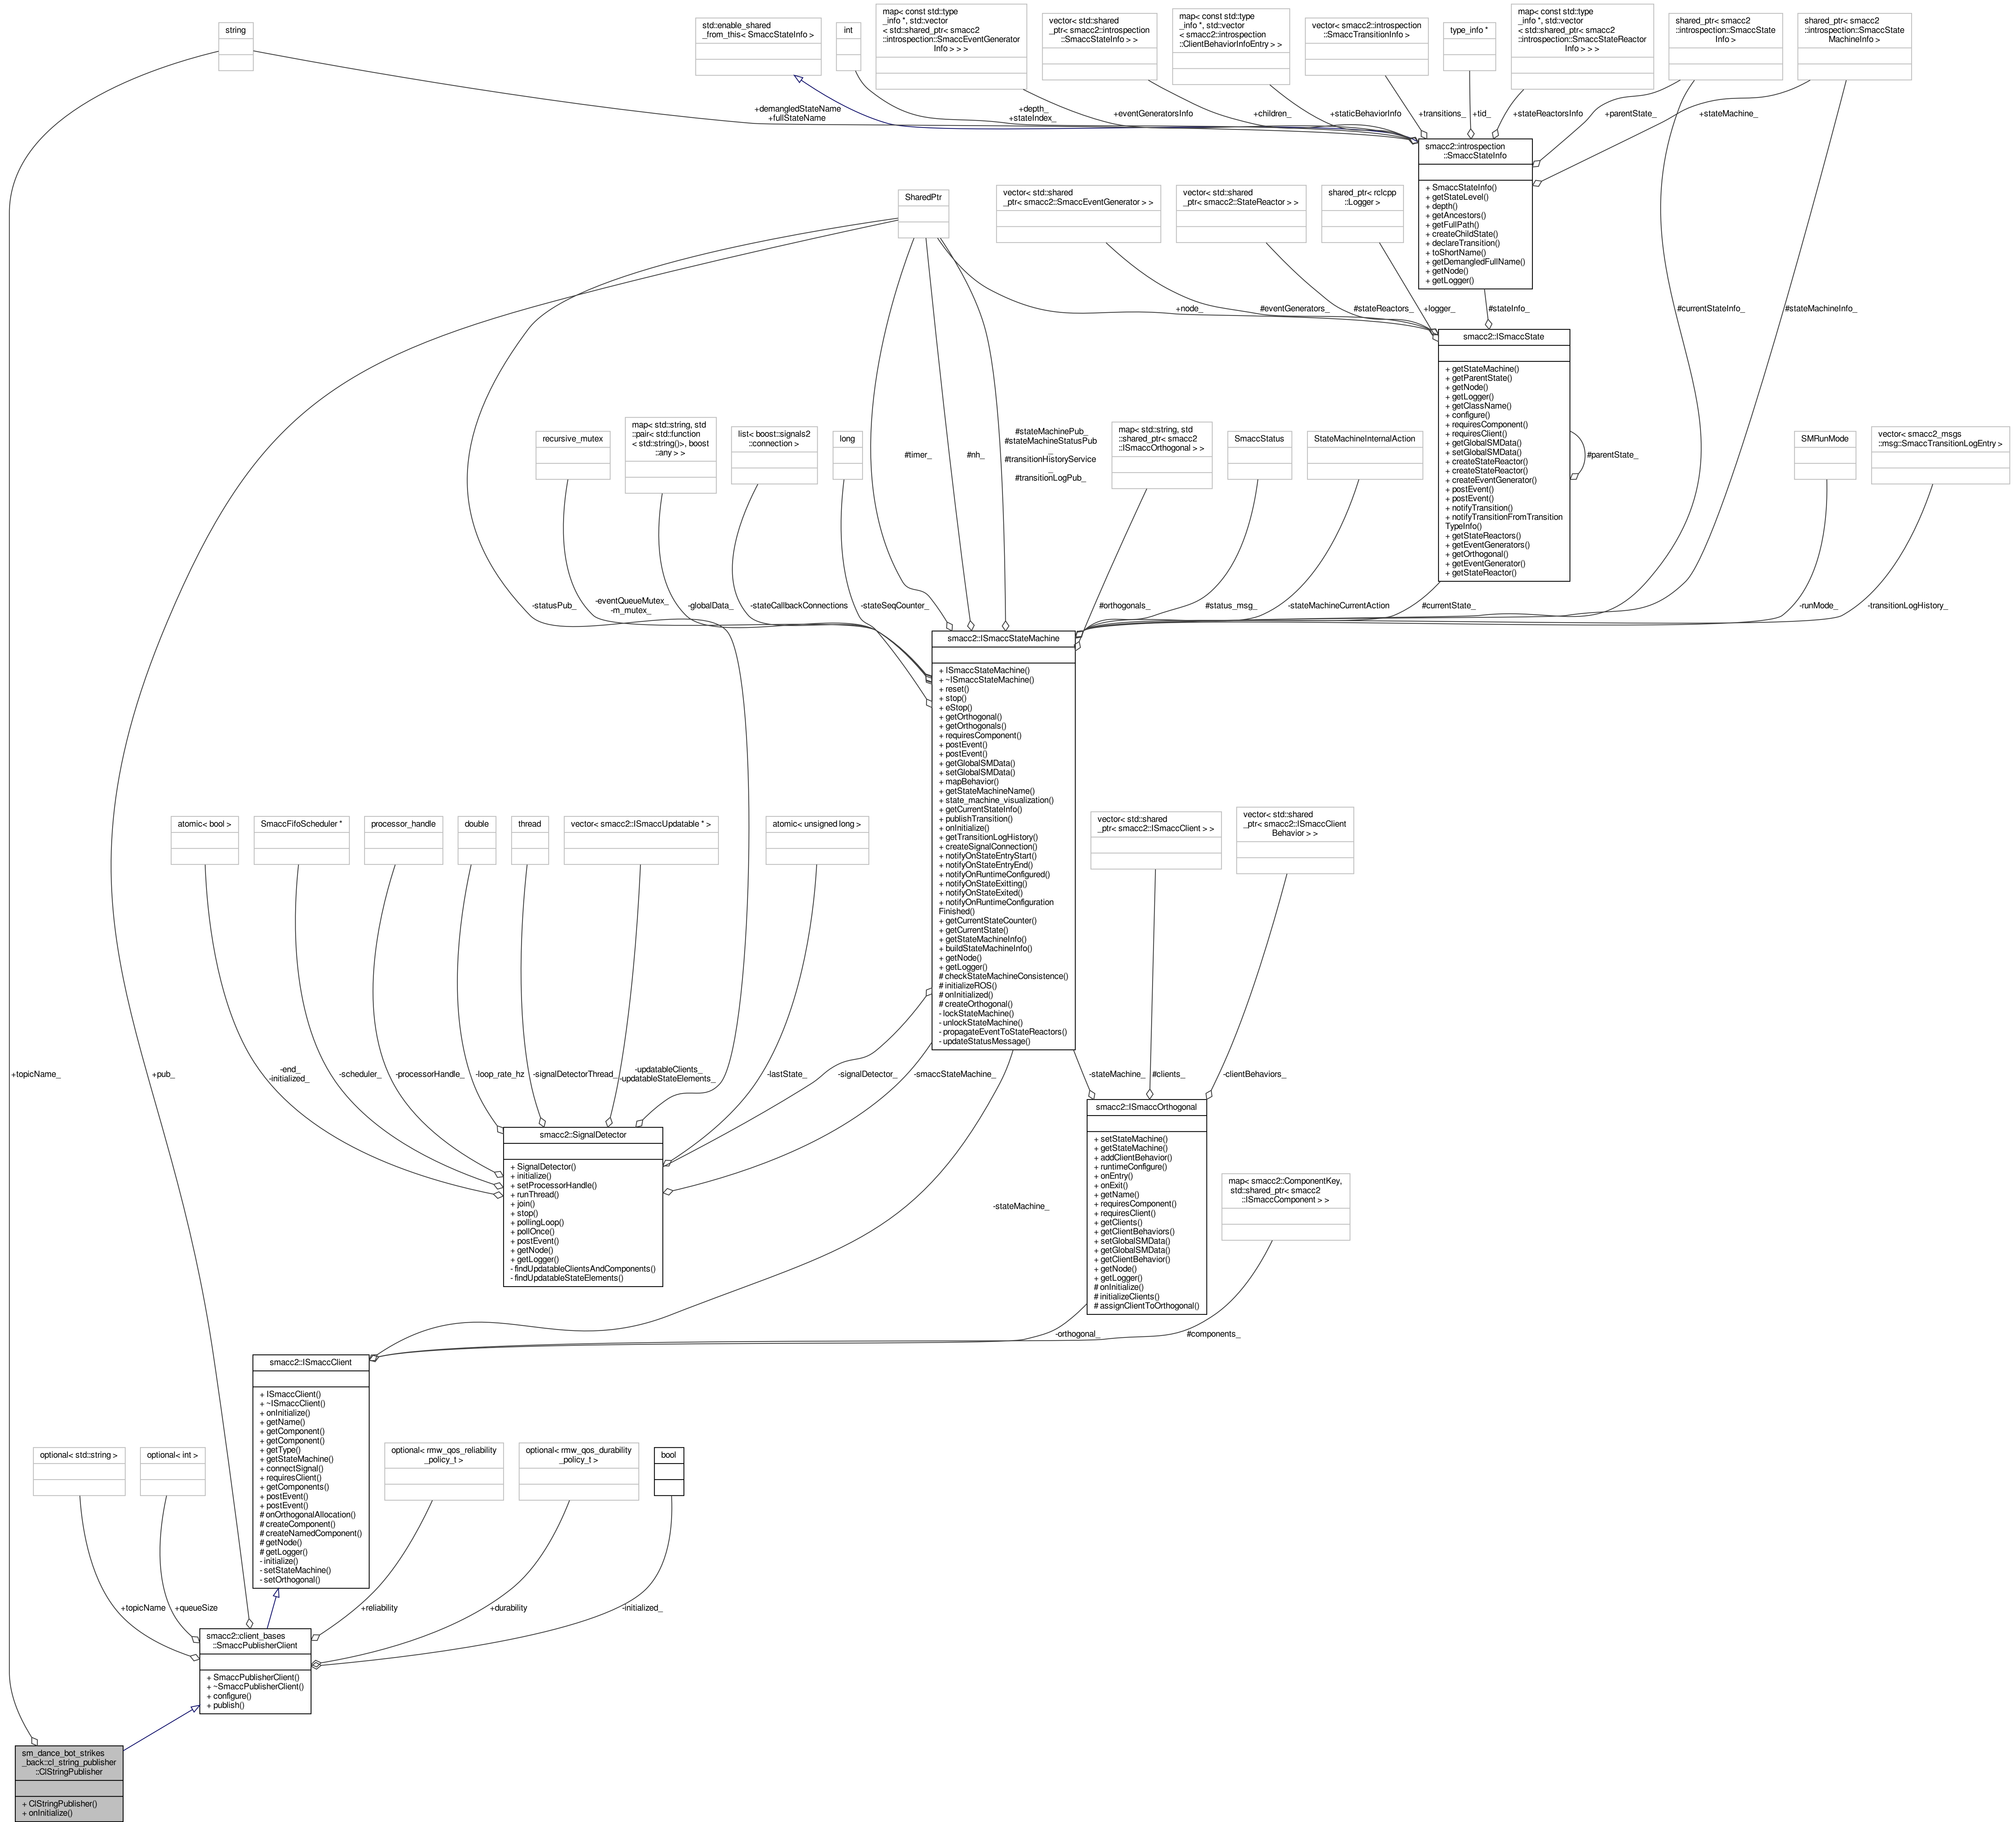 string
std::enable_shared
_from_this< SmaccStateInfo >
int
map< const std::type
_info *, std::vector
< std::shared_ptr< smacc2
::introspection::SmaccEventGenerator
Info > > >
vector< std::shared
_ptr< smacc2::introspection
::SmaccStateInfo > >
map< const std::type
_info *, std::vector
< smacc2::introspection
::ClientBehaviorInfoEntry > >
vector< smacc2::introspection
::SmaccTransitionInfo >
type_info *
map< const std::type
_info *, std::vector
< std::shared_ptr< smacc2
::introspection::SmaccStateReactor
Info > > >
shared_ptr< smacc2
::introspection::SmaccState
Info >
shared_ptr< smacc2
::introspection::SmaccState
MachineInfo >
+demangledStateName
+fullStateName
+depth_
+stateIndex_
+eventGeneratorsInfo
+children_
+staticBehaviorInfo
+transitions_
+tid_
+stateReactorsInfo
+parentState_
+stateMachine_
smacc2::introspection
::SmaccStateInfo
+ SmaccStateInfo()
+ getStateLevel()
+ depth()
+ getAncestors()
+ getFullPath()
+ createChildState()
+ declareTransition()
+ toShortName()
+ getDemangledFullName()
+ getNode()
+ getLogger()
SharedPtr
vector< std::shared
_ptr< smacc2::SmaccEventGenerator > >
vector< std::shared
_ptr< smacc2::StateReactor > >
shared_ptr< rclcpp
::Logger >
+node_
#eventGenerators_
#stateReactors_
+logger_
#stateInfo_
#currentStateInfo_
#stateMachineInfo_
smacc2::ISmaccState
+ getStateMachine()
+ getParentState()
+ getNode()
+ getLogger()
+ getClassName()
+ configure()
+ requiresComponent()
+ requiresClient()
+ getGlobalSMData()
+ setGlobalSMData()
+ createStateReactor()
+ createStateReactor()
+ createEventGenerator()
+ postEvent()
+ postEvent()
+ notifyTransition()
+ notifyTransitionFromTransition
TypeInfo()
+ getStateReactors()
+ getEventGenerators()
+ getOrthogonal()
+ getEventGenerator()
+ getStateReactor()
#parentState_
recursive_mutex
map< std::string, std
::pair< std::function
< std::string()>, boost
::any > >
list< boost::signals2
::connection >
long
#timer_
#nh_
#stateMachinePub_
#stateMachineStatusPub
_
#transitionHistoryService
_
#transitionLogPub_
map< std::string, std
::shared_ptr< smacc2
::ISmaccOrthogonal > >
SmaccStatus
StateMachineInternalAction
SMRunMode
vector< smacc2_msgs
::msg::SmaccTransitionLogEntry >
-statusPub_
-eventQueueMutex_
-m_mutex_
-globalData_
-stateCallbackConnections
-stateSeqCounter_
#orthogonals_
#status_msg_
-stateMachineCurrentAction
#currentState_
-runMode_
-transitionLogHistory_
smacc2::ISmaccStateMachine
+ ISmaccStateMachine()
+ ~ISmaccStateMachine()
+ reset()
+ stop()
+ eStop()
+ getOrthogonal()
+ getOrthogonals()
+ requiresComponent()
+ postEvent()
+ postEvent()
+ getGlobalSMData()
+ setGlobalSMData()
+ mapBehavior()
+ getStateMachineName()
+ state_machine_visualization()
+ getCurrentStateInfo()
+ publishTransition()
+ onInitialize()
+ getTransitionLogHistory()
+ createSignalConnection()
+ notifyOnStateEntryStart()
+ notifyOnStateEntryEnd()
+ notifyOnRuntimeConfigured()
+ notifyOnStateExitting()
+ notifyOnStateExited()
+ notifyOnRuntimeConfiguration
Finished()
+ getCurrentStateCounter()
+ getCurrentState()
+ getStateMachineInfo()
+ buildStateMachineInfo()
+ getNode()
+ getLogger()
# checkStateMachineConsistence()
# initializeROS()
# onInitialized()
# createOrthogonal()
- lockStateMachine()
- unlockStateMachine()
- propagateEventToStateReactors()
- updateStatusMessage()
atomic< bool >
SmaccFifoScheduler *
processor_handle
double
thread
vector< smacc2::ISmaccUpdatable * >
atomic< unsigned long >
vector< std::shared
_ptr< smacc2::ISmaccClient > >
vector< std::shared
_ptr< smacc2::ISmaccClient
Behavior > >
+topicName_
+pub_
-end_
-initialized_
-scheduler_
-processorHandle_
-loop_rate_hz
-signalDetectorThread_
-updatableClients_
-updatableStateElements_
-lastState_
-signalDetector_
-smaccStateMachine_
-stateMachine_
#clients_
-clientBehaviors_
smacc2::SignalDetector
+ SignalDetector()
+ initialize()
+ setProcessorHandle()
+ runThread()
+ join()
+ stop()
+ pollingLoop()
+ pollOnce()
+ postEvent()
+ getNode()
+ getLogger()
- findUpdatableClientsAndComponents()
- findUpdatableStateElements()
smacc2::ISmaccOrthogonal
+ setStateMachine()
+ getStateMachine()
+ addClientBehavior()
+ runtimeConfigure()
+ onEntry()
+ onExit()
+ getName()
+ requiresComponent()
+ requiresClient()
+ getClients()
+ getClientBehaviors()
+ setGlobalSMData()
+ getGlobalSMData()
+ getClientBehavior()
+ getNode()
+ getLogger()
# onInitialize()
# initializeClients()
# assignClientToOrthogonal()
map< smacc2::ComponentKey,
std::shared_ptr< smacc2
::ISmaccComponent > >
-stateMachine_
-orthogonal_
#components_
smacc2::ISmaccClient
+ ISmaccClient()
+ ~ISmaccClient()
+ onInitialize()
+ getName()
+ getComponent()
+ getComponent()
+ getType()
+ getStateMachine()
+ connectSignal()
+ requiresClient()
+ getComponents()
+ postEvent()
+ postEvent()
# onOrthogonalAllocation()
# createComponent()
# createNamedComponent()
# getNode()
# getLogger()
- initialize()
- setStateMachine()
- setOrthogonal()
optional< std::string >
optional< int >
optional< rmw_qos_reliability
_policy_t >
optional< rmw_qos_durability
_policy_t >
bool
+topicName
+queueSize
+reliability
+durability
-initialized_
smacc2::client_bases
::SmaccPublisherClient
+ SmaccPublisherClient()
+ ~SmaccPublisherClient()
+ configure()
+ publish()
sm_dance_bot_strikes
_back::cl_string_publisher
::ClStringPublisher
+ ClStringPublisher()
+ onInitialize()